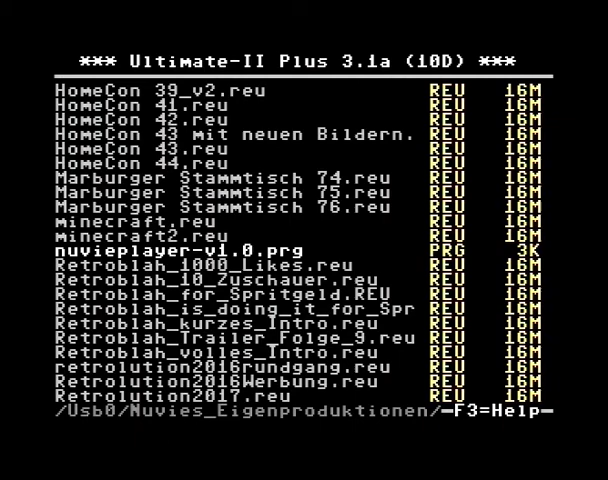 *** Ultimate-II Plus 3.1a (10D) ***
HomeCon 39_v2.reu REU 16M
HomeCon 41.reu REU 16M
HomeCon 42.reu REU 16M
HomeCon 43 mit neuen Bildern. REU 16M
HomeCon 43.reu REU 16M
HomeCon 44.reu REU 16M
Marburger Stammtisch 74.reu REU 16M
Marburger Stammtisch 75.reu REU 16M
Marburger Stammtisch 76.reu REU 16M
minecraft.reu REU 16M
minecraft2.reu REU 16M
nuvieplayer-v1.0.prg PRG 3K
Retroblah_1000_Likes.reu REU 16M
Retroblah_10_Zuschauer.reu REU 16M
Retroblah_for_Spritgeld.REU REU 16M
Retroblah_is_doing_it_for_Spr REU 16M
Retroblah_kurzes_Intro.reu REU 16M
Retroblah_Trailer_Folge_9.reu REU 16M
Retroblah_volles_Intro.reu REU 16M
retrolution2016rundgang.reu REU 16M
Retrolution2016Werbung.reu REU 16M
Retrolution2017.reu REU 16M
/Usb0/Nuvies_Eigenproduktionen/ F3=Help